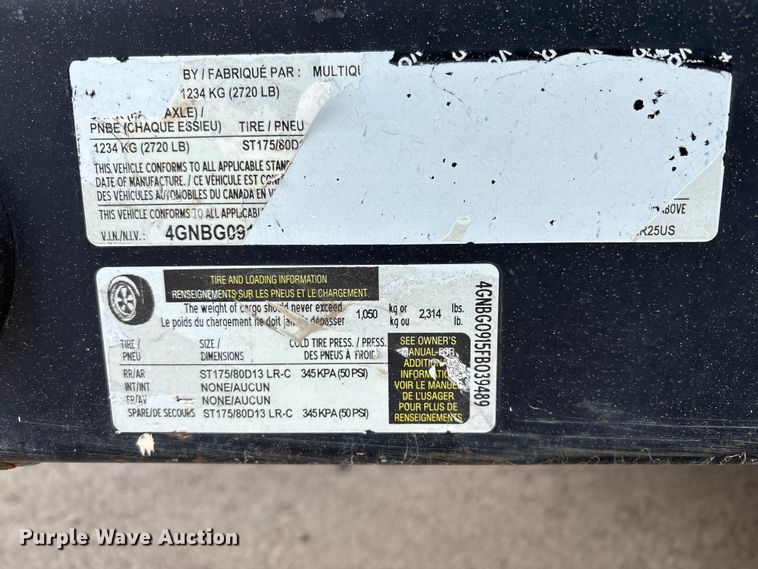 BY / FABRIQUÉ PAR : MULTIQU
1234 KG (2720 LB)
AXLE) /
PNBE (CHAQUE ESSIEU) TIRE / PNEU
1234 KG (2720 LB) ST175/80D1
THIS VEHICLE CONFORMS TO ALL APPLICABLE STAND
DATE OF MANUFACTURE. / CE VÉHICULE EST CONF
DES VÉHICULES AUTOMOBILES DU CANADA EN VI
THIS VEHICLE CONFORMS TO ALL APPLICABLE ABOVE
V.I.N./N.I.V.: 4GNBG091 R25US
TIRE AND LOADING INFORMATION
RENSEIGNEMENTS SUR LES PNEUS ET LE CHARGEMENT
The weight of cargo should never exceed
Le poids du chargement ne doit jamais dépasser
1,050 kg or kg ou 2,314 lbs. lb.
TIRE / PNEU SIZE / DIMENSIONS COLD TIRE PRESS. / PRESS. DES PNEUS À FROID
RR/AR ST175/80D13 LR-C 345 KPA (50 PSI)
INT/INT NONE/AUCUN
FR/AV NONE/AUCUN
SPARE/DE SECOURS ST175/80D13 LR-C 345 KPA (50 PSI)
SEE OWNER'S
MANUAL FOR
ADDITIONAL
INFORMATION
VOIR LE MANUEL
DE L'USAGER
POUR PLUS DE
RENSEIGNEMENTS
4GNBG0915FB039489
Purple Wave Auction